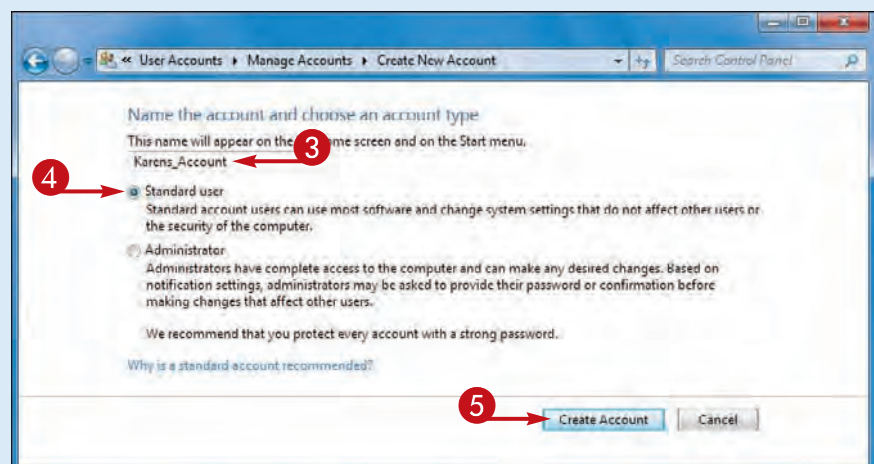 « User Accounts ▸ Manage Accounts ▸ Create New Account
Search Control Panel
Name the account and choose an account type
This name will appear on the me screen and on the Start menu.
3
Karens_Account
4
Standard user
Standard account users can use most software and change system settings that do not affect other users or
the security of the computer.
Administrator
Administrators have complete access to the computer and can make any desired changes. Based on
notification settings, administrators may be asked to provide their password or confirmation before
making changes that affect other users.
We recommend that you protect every account with a strong password.
Why is a standard account recommended?
5
Create Account
Cancel